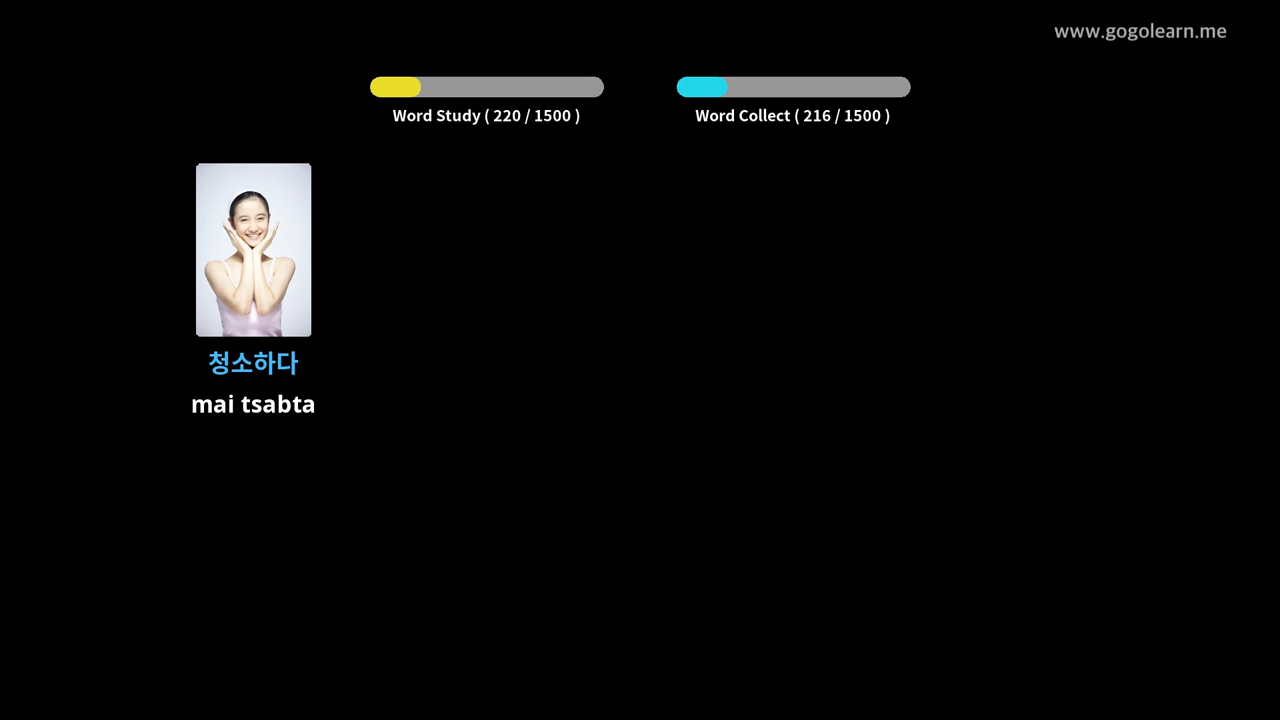 www.gogolearn.me
Word Study ( 220 / 1500 )
Word Collect ( 216 / 1500 )
청소하다
mai tsabta